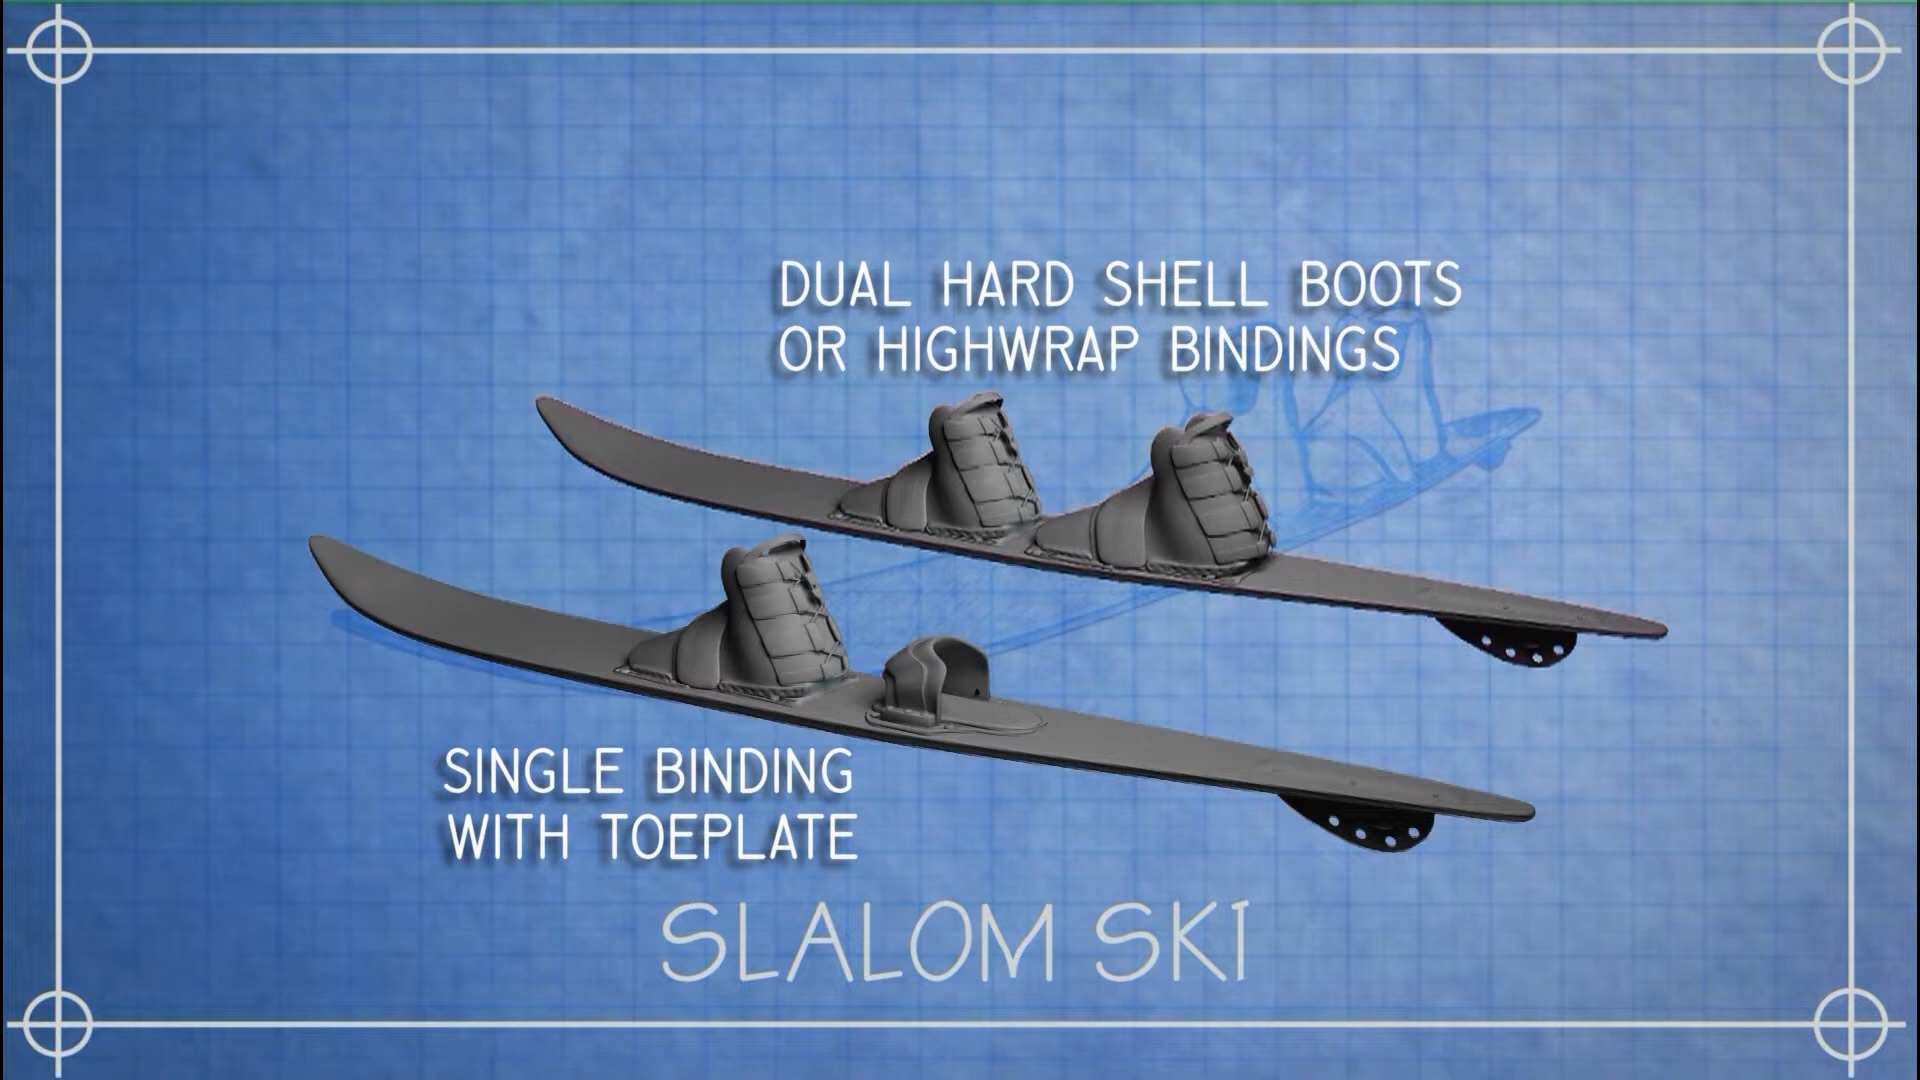 DUAL HARD SHELL BOOTS
OR HIGHWRAP BINDINGS
SINGLE BINDING
WITH TOEPLATE
SLALOM SKI